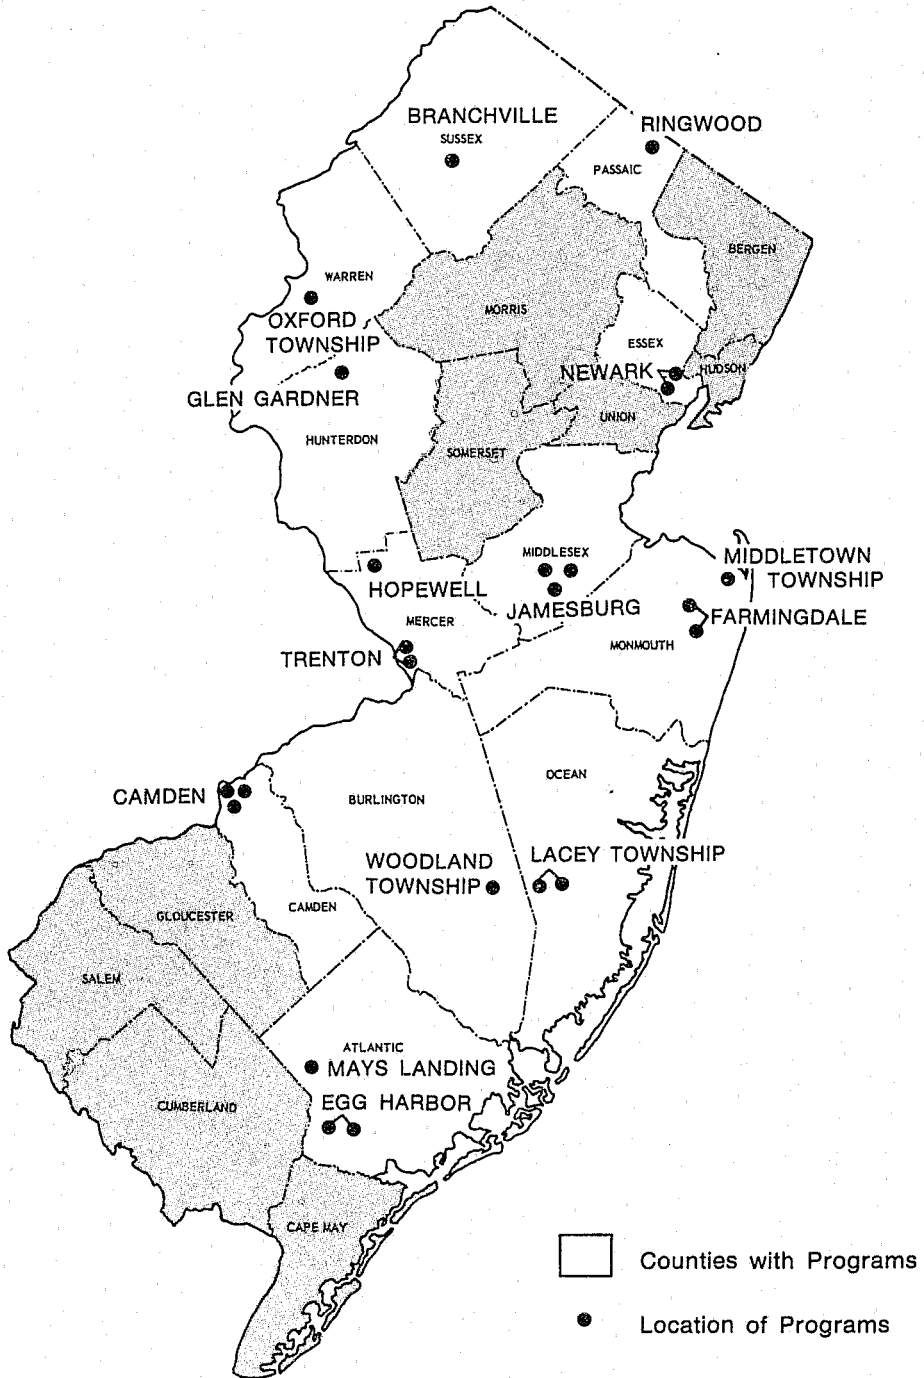 BRANCHVILLE
SUSSEX
RINGWOOD
PASSAIC
BERGEN
WARREN
OXFORD
TOWNSHIP
MORRIS
ESSEX
NEWARK
HUDSON
GLEN GARDNER
UNION
HUNTERDON
SOMERSET
MIDDLESEX
MIDDLETOWN
TOWNSHIP
HOPEWELL
JAMESBURG
FARMINGDALE
MERCER
MONMOUTH
TRENTON
OCEAN
CAMDEN
BURLINGTON
WOODLAND
TOWNSHIP
LACEY TOWNSHIP
CAMDEN
GLOUCESTER
SALEM
ATLANTIC
MAYS LANDING
EGG HARBOR
CUMBERLAND
CAPE MAY
Counties with Programs
Location of Programs